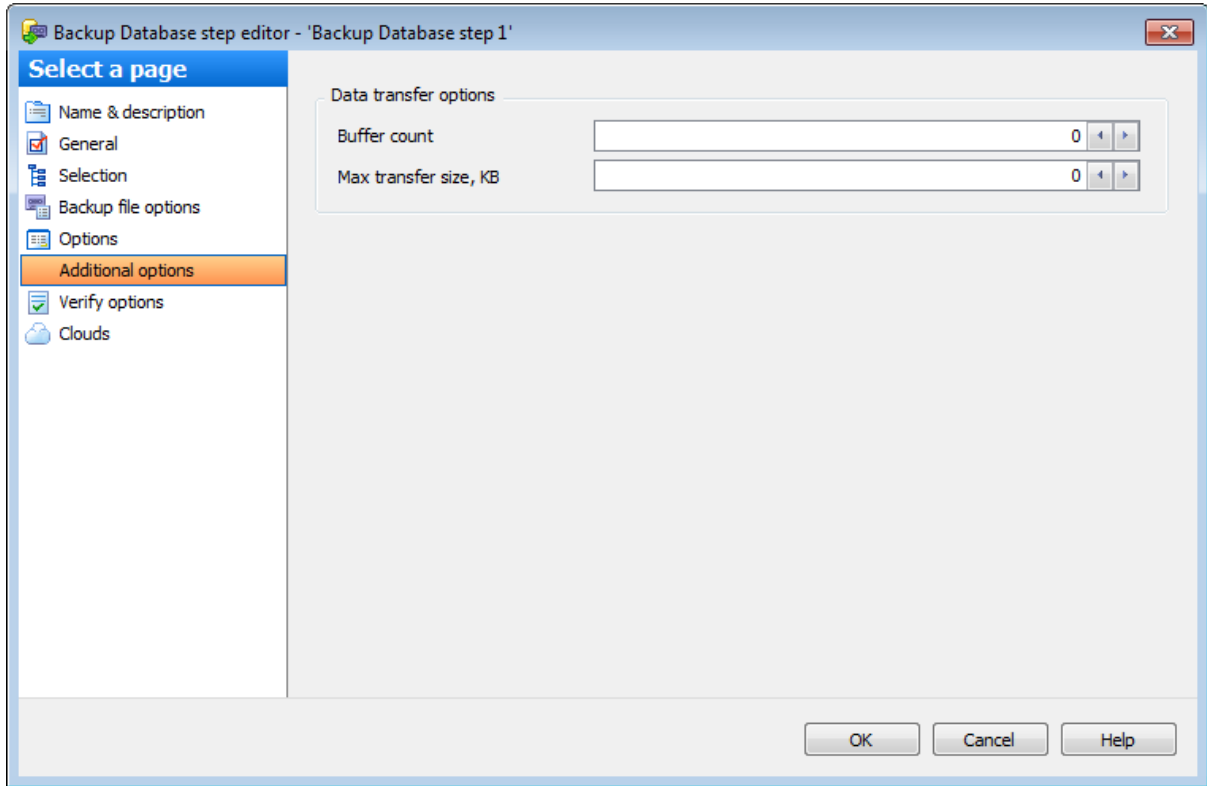 Backup Database step editor - 'Backup Database step 1'
Select a page
Name & description
General
Selection
Backup file options
Options
Additional options
Verify options
Clouds
Data transfer options
Buffer count 0
Max transfer size, KB 0
OK Cancel Help